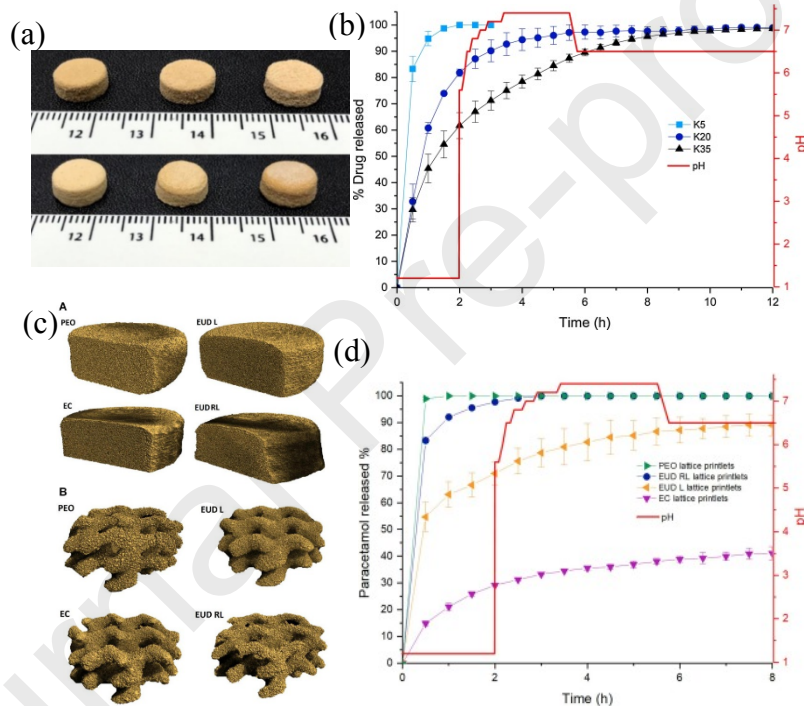 (a)
12 13 14 15 16
12 13 14 15 16
(b)
100
90
80
70
60
50
40
30
20
10
0
% Drug released
K5
K20
K35
pH
7
6
5
4
3
2
1
pH
0 2 4 6 8 10 12
Time (h)
(c)
A
PEO EUD L
EC EUD RL
B
PEO EUD L
EC EUD RL
(d)
100
90
80
70
60
50
40
30
20
10
0
Paracetamol released %
PEO lattice printlets
EUD RL lattice printlets
EUD L lattice printlets
EC lattice printlets
pH
7
6
5
4
3
2
1
pH
0 2 4 6 8
Time (h)
Journal Pre-pro